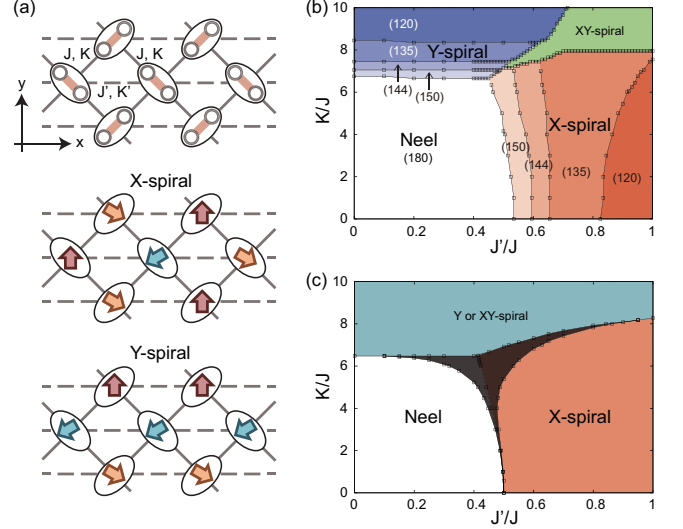 (a)
J, K
J, K
J', K'
y
x
X-spiral
Y-spiral
(b)
10
8
6
4
2
0
K/J
(120)
XY-spiral
(135)
Y-spiral
(144)
(150)
Neel
(180)
X-spiral
(150)
(144)
(135)
(120)
0
0.2
0.4
0.6
0.8
1
J'/J
(c)
10
8
6
4
2
0
K/J
Y or XY-spiral
Neel
X-spiral
0
0.2
0.4
0.6
0.8
1
J'/J